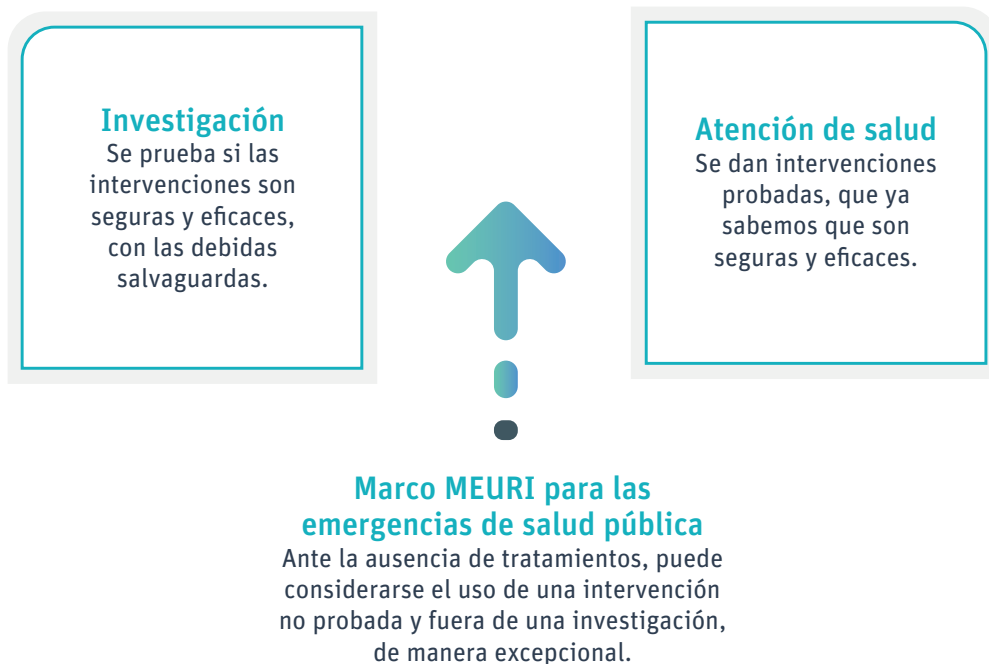 Investigación
Se prueba si las
intervenciones son
seguras y eficaces,
con las debidas
salvaguardas.
Atención de salud
Se dan intervenciones
probadas, que ya
sabemos que son
seguras y eficaces.
Marco MEURI para las
emergencias de salud pública
Ante la ausencia de tratamientos, puede
considerarse el uso de una intervención
no probada y fuera de una investigación,
de manera excepcional.